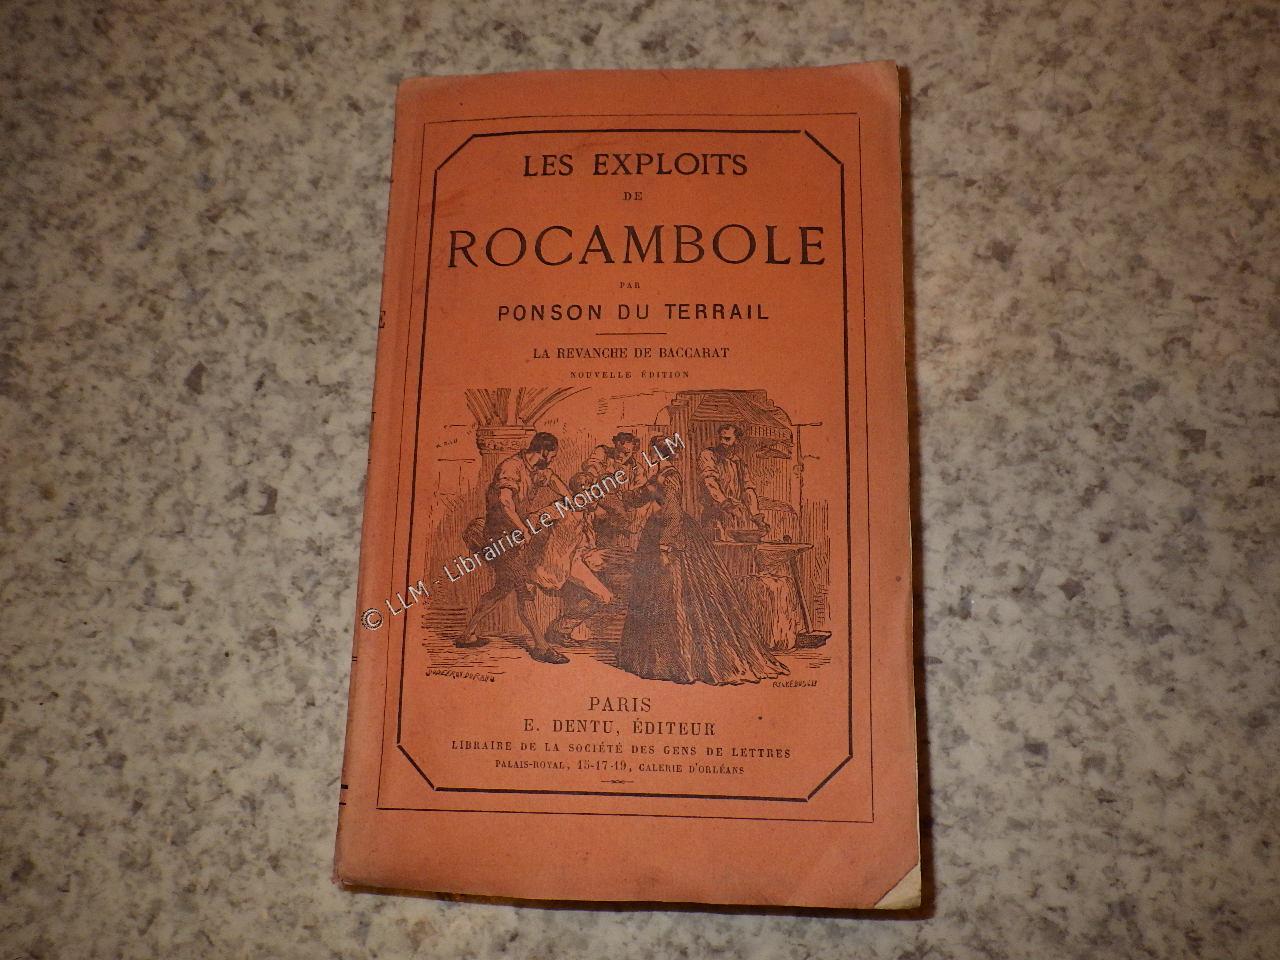 LES EXPLOITS
DE
ROCAMBOLE
PAR
PONSON DU TERRAIL
LA REVANCHE DE BACCARAT
NOUVELLE ÉDITION
© LLM - Librairie Le Moigne - LLM
PARIS
E. DENTU, ÉDITEUR
LIBRAIRE DE LA SOCIÉTÉ DES GENS DE LETTRES
PALAIS-ROYAL, 15-17-19, GALERIE D'ORLÉANS